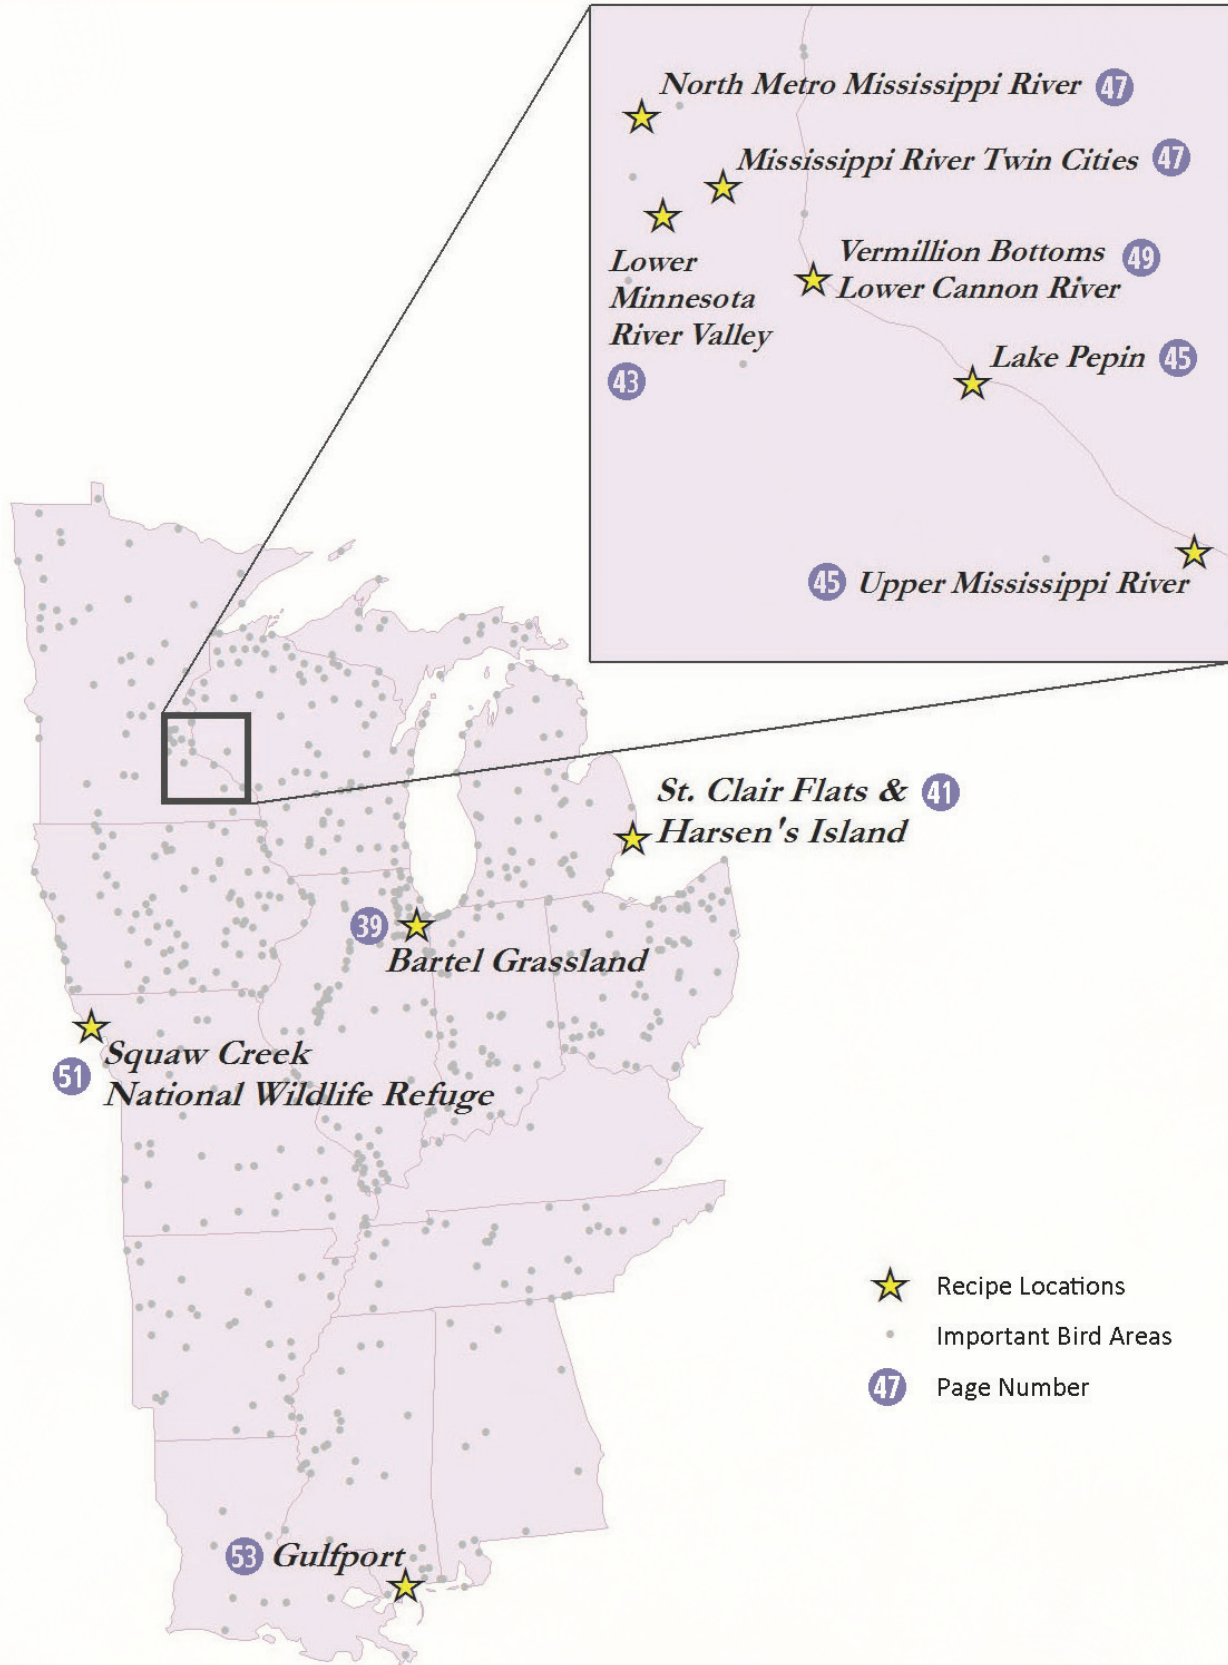 North Metro Mississippi River 47
Mississippi River Twin Cities 47
Lower
Minnesota
River Valley
43
Vermillion Bottoms 49
Lower Cannon River
Lake Pepin 45
45 Upper Mississippi River
St. Clair Flats & 41
Harsen's Island
39
Bartel Grassland
Squaw Creek
51
National Wildlife Refuge
53 Gulfport
Recipe Locations
Important Bird Areas
47 Page Number